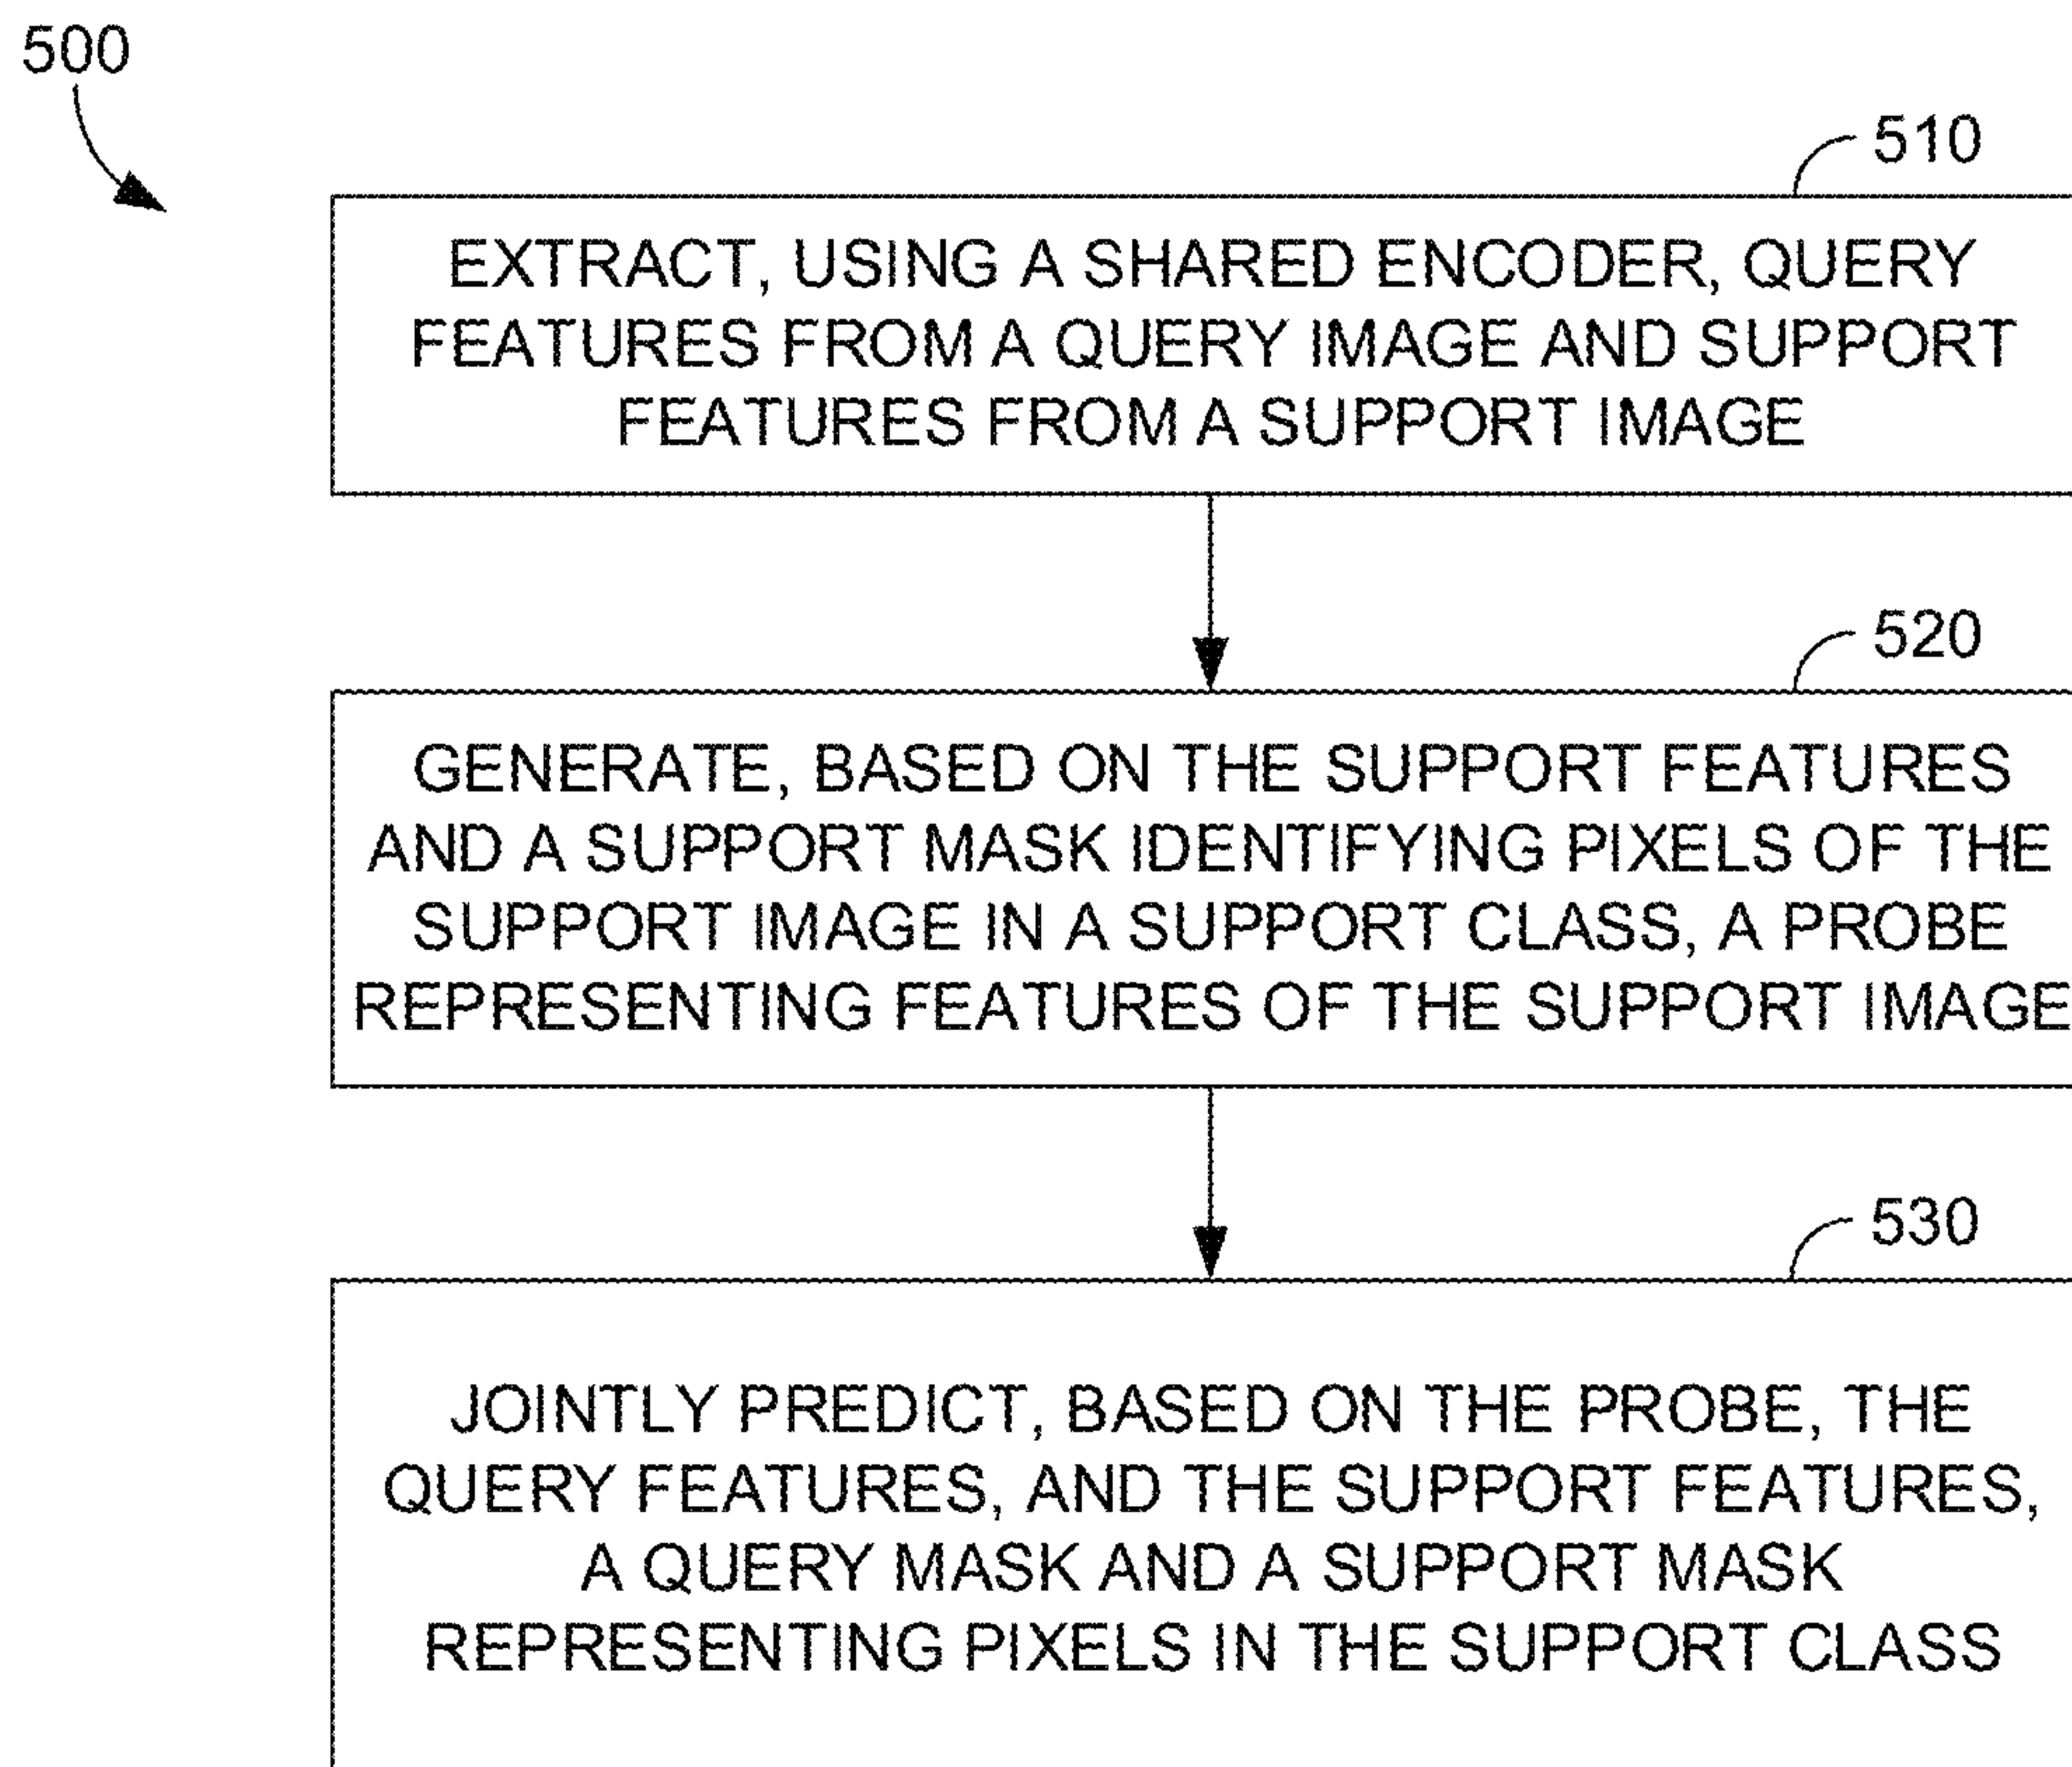 500
510
EXTRACT, USING A SHARED ENCODER, QUERY
FEATURES FROM A QUERY IMAGE AND SUPPORT
FEATURES FROM A SUPPORT IMAGE
520
GENERATE, BASED ON THE SUPPORT FEATURES
AND A SUPPORT MASK IDENTIFYING PIXELS OF THE
SUPPORT IMAGE IN A SUPPORT CLASS, A PROBE
REPRESENTING FEATURES OF THE SUPPORT IMAGE
530
JOINTLY PREDICT, BASED ON THE PROBE, THE
QUERY FEATURES, AND THE SUPPORT FEATURES,
A QUERY MASK AND A SUPPORT MASK
REPRESENTING PIXELS IN THE SUPPORT CLASS